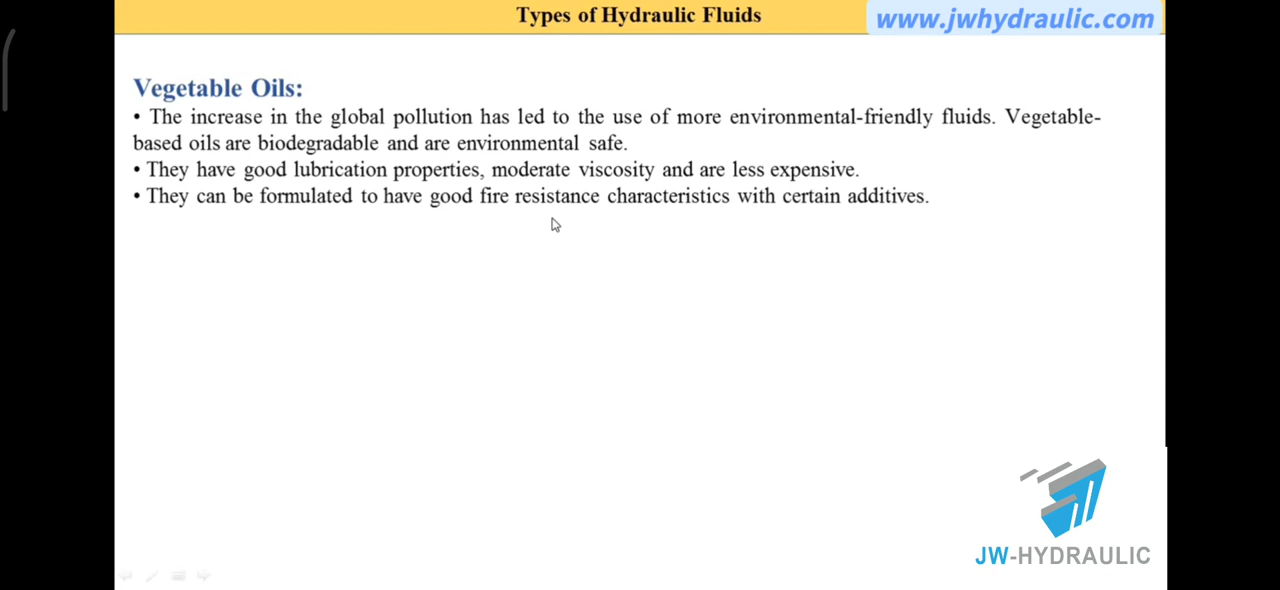 Types of Hydraulic Fluids
www.jwhydraulic.com
Vegetable Oils:
• The increase in the global pollution has led to the use of more environmental-friendly fluids. Vegetable-
based oils are biodegradable and are environmental safe.
• They have good lubrication properties, moderate viscosity and are less expensive.
• They can be formulated to have good fire resistance characteristics with certain additives.
JW-HYDRAULIC